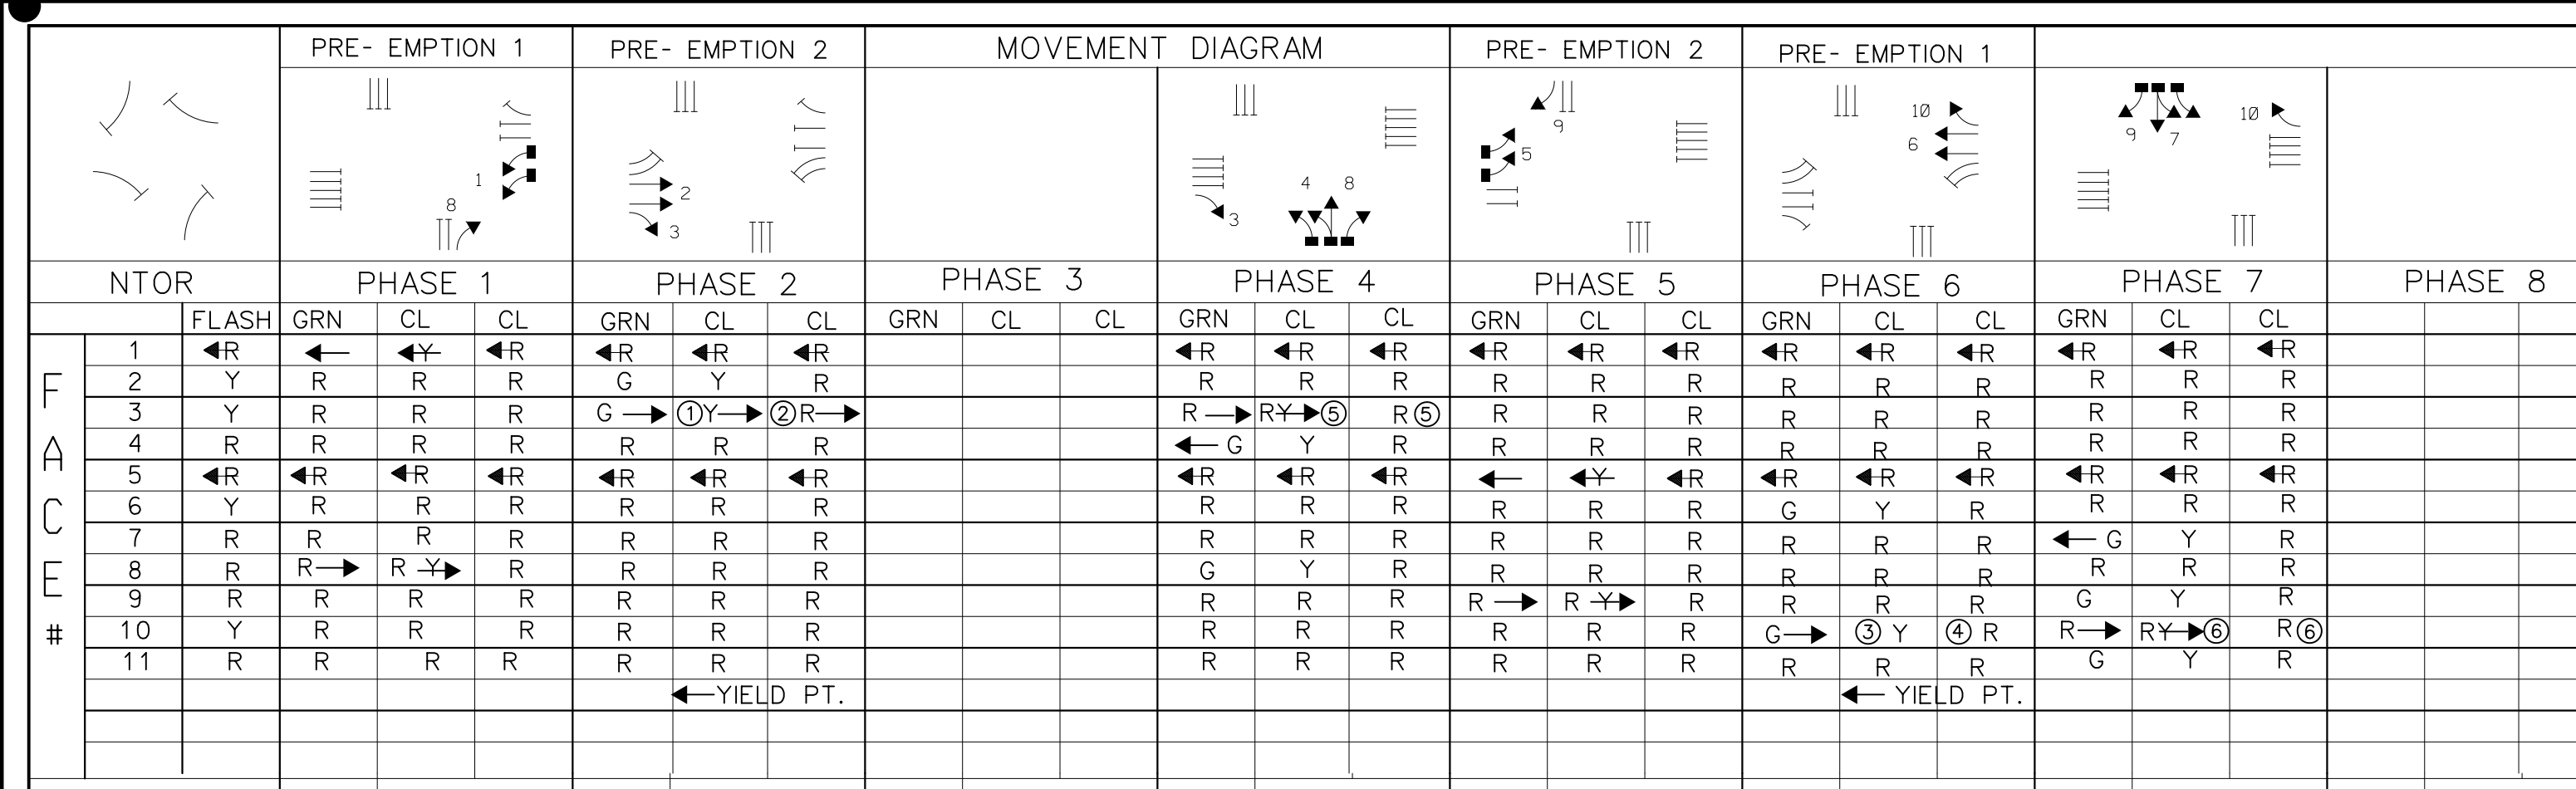 PRE- EMPTION 1 PRE- EMPTION 2 MOVEMENT DIAGRAM PRE- EMPTION 2 PRE- EMPTION 1
1 8
2 3
4 8 3
9 5
10 6
9 7 10
NTOR PHASE 1 PHASE 2 PHASE 3 PHASE 4 PHASE 5 PHASE 6 PHASE 7 PHASE 8
FLASH GRN CL CL GRN CL CL GRN CL CL GRN CL CL GRN CL CL GRN CL CL GRN CL CL
FACE #
1 ◄R ← ←Y ◄R ◄R ◄R ◄R ◄R ◄R ◄R ◄R ◄R ◄R ◄R ◄R ◄R ◄R ◄R ◄R
2 Y R R R G Y R R R R R R R R R R R R R
3 Y R R R G → ①Y→ ②R→ R → RY→⑤ R⑤ R R R R R R R R R
4 R R R R R R R ← G Y R R R R R R R R R R
5 ◄R ◄R ◄R ◄R ◄R ◄R ◄R ◄R ◄R ◄R ← ←Y ◄R ◄R ◄R ◄R ◄R ◄R ◄R
6 Y R R R R R R R R R R R R G Y R R R R
7 R R R R R R R R R R R R R R R R ← G Y R
8 R R→ R Y→ R R R R G Y R R R R R R R R R R
9 R R R R R R R R R R R → R Y→ R R R R G Y R
10 Y R R R R R R R R R R R R G→ ③ Y ④ R R→ RY→⑥ R⑥
11 R R R R R R R R R R R R R R R R G Y R
←YIELD PT. ← YIELD PT.